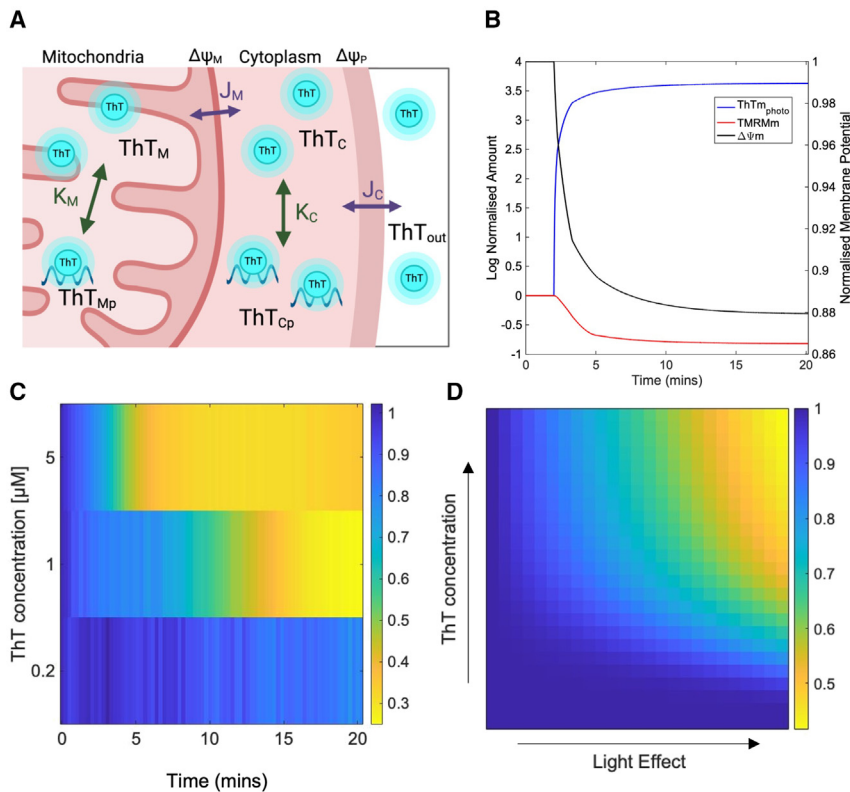 A
Mitochondria
ΔψM
Cytoplasm
ΔψP
ThT
ThT
ThT
ThT
ThTM
JM
ThTC
ThT
ThT
KM
KC
JC
ThTout
ThT
ThT
ThT
ThT
ThTMp
ThTCp
B
4
3.5
3
2.5
2
1.5
1
0.5
0
-0.5
-1
Log Normalised Amount
0
5
10
15
20
Time (mins)
1
0.98
0.96
0.94
0.92
0.9
0.88
0.86
Normalised Membrane Potential
ThTmphoto
TMRMm
ΔΨm
C
ThT concentration [µM]
5
1
0.2
0
5
10
15
20
Time (mins)
1
0.9
0.8
0.7
0.6
0.5
0.4
0.3
D
ThT concentration
Light Effect
1
0.9
0.8
0.7
0.6
0.5